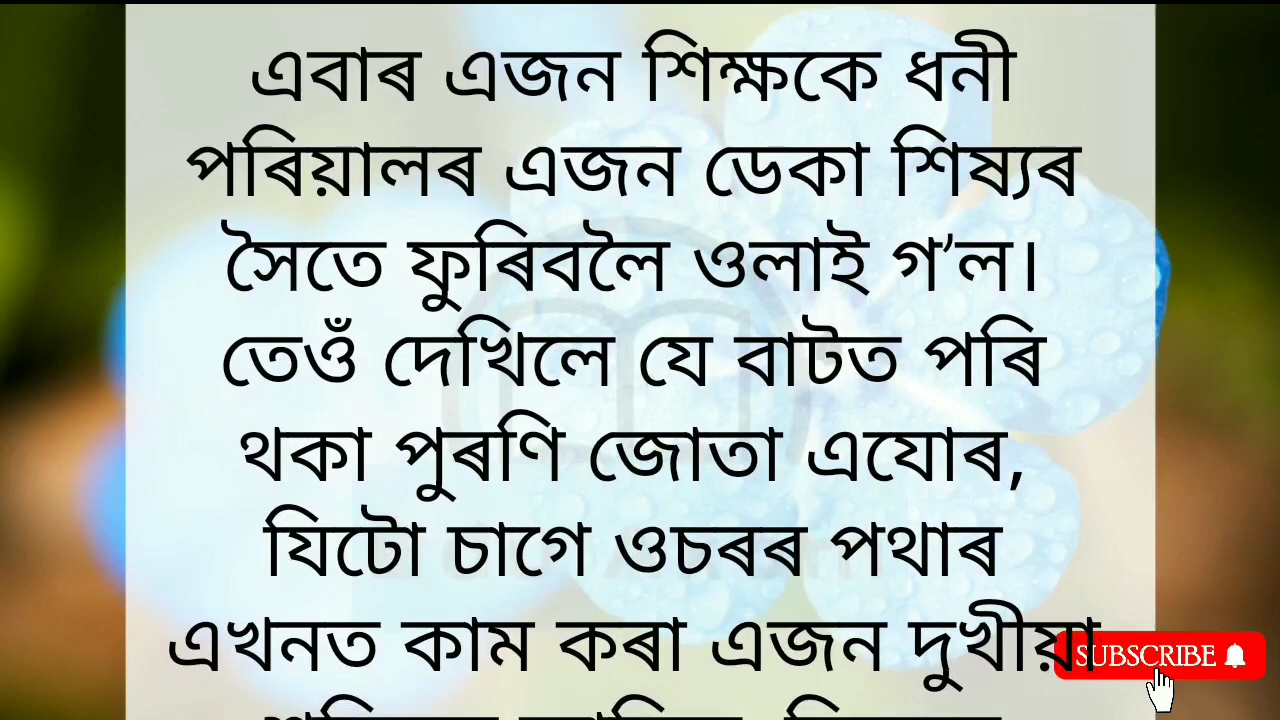 এবাৰ এজন শিক্ষকে ধনী
পৰিয়ালৰ এজন ডেকা শিষ্যৰ
সৈতে ফুৰিবলৈ ওলাই গ’ল।
তেওঁ দেখিলে যে বাটত পৰি
থকা পুৰণি জোতা এযোৰ,
যিটো চাগে ওচৰৰ পথাৰ
এখনত কাম কৰা এজন দুখীয়া
SUBSCRIBE